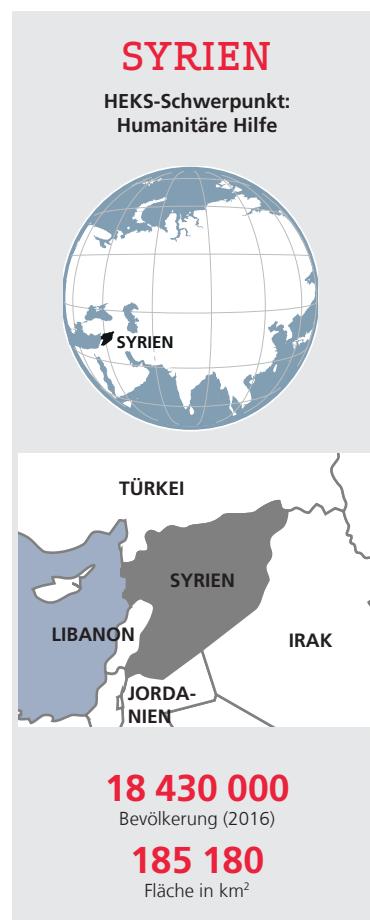 SYRIEN
HEKS-Schwerpunkt:
Humanitäre Hilfe
SYRIEN
TÜRKEI
SYRIEN
LIBANON
IRAK
JORDA-
NIEN
18 430 000
Bevölkerung (2016)
185 180
Fläche in km²